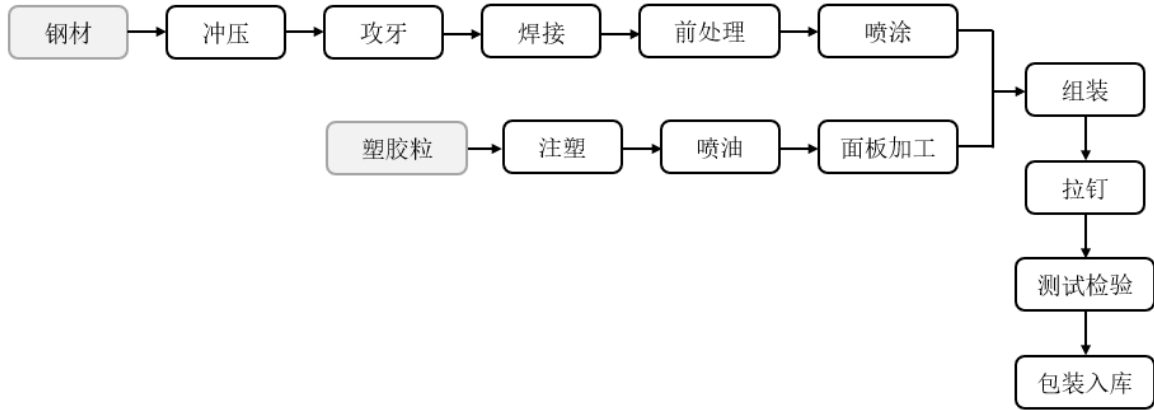 钢材
冲压
攻牙
焊接
前处理
喷涂
塑胶粒
注塑
喷油
面板加工
组装
拉钉
测试检验
包装入库